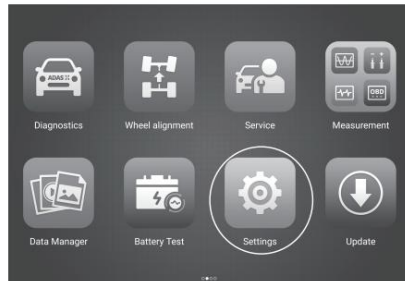 ADAS
Diagnostics
Wheel alignment
Service
OBD
Measurement
Data Manager
Battery Test
Settings
Update